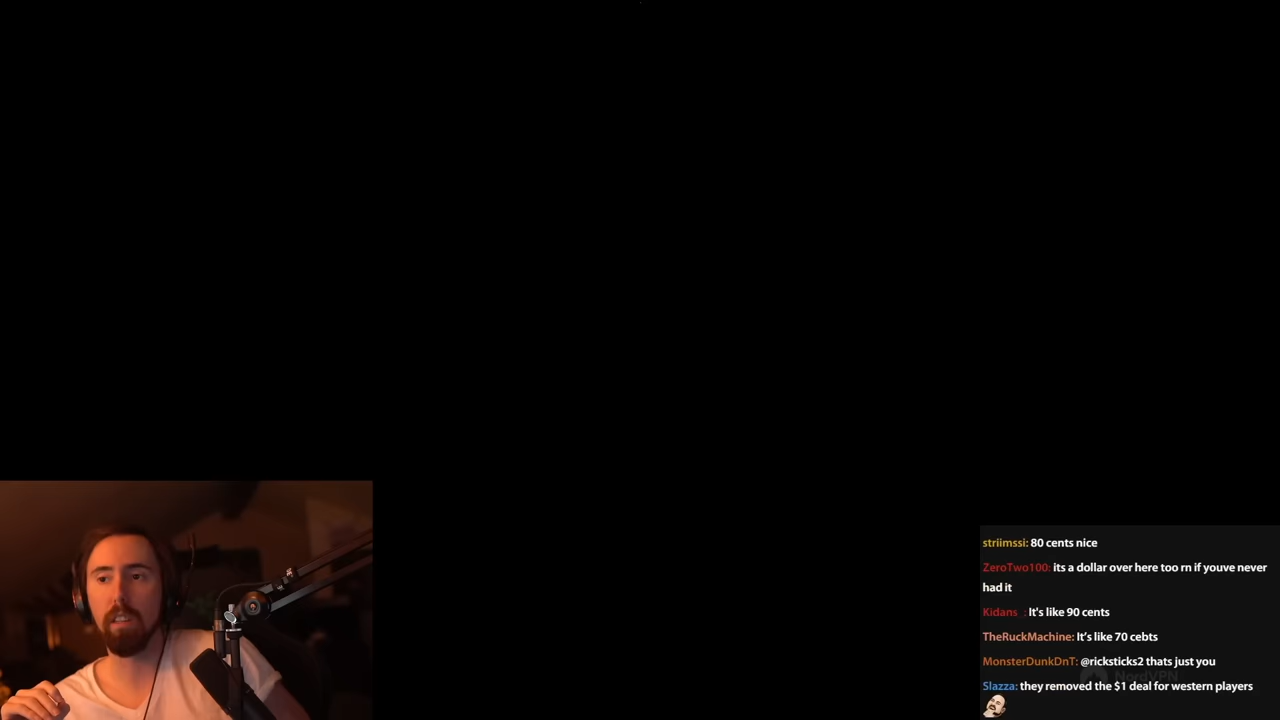 striimssi: 80 cents nice
ZeroTwo100: its a dollar over here too rn if youve never
had it
Kidans_: It's like 90 cents
TheRuckMachine: It's like 70 cebts
MonsterDunkDnT: @ricksticks2 thats just you
NordVPN
Slazza: they removed the $1 deal for western players